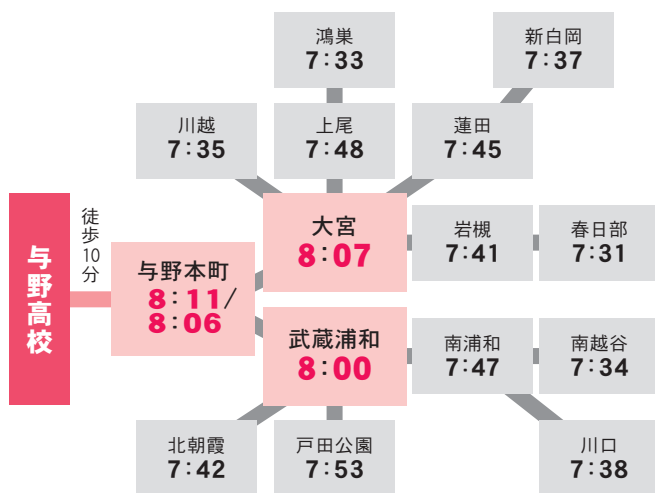 鴻巣
7:33
新白岡
7:37
川越
7:35
上尾
7:48
蓮田
7:45
与野高校
徒歩10分
与野本町
8:11/
8:06
大宮
8:07
岩槻
7:41
春日部
7:31
武蔵浦和
8:00
南浦和
7:47
南越谷
7:34
北朝霞
7:42
戸田公園
7:53
川口
7:38